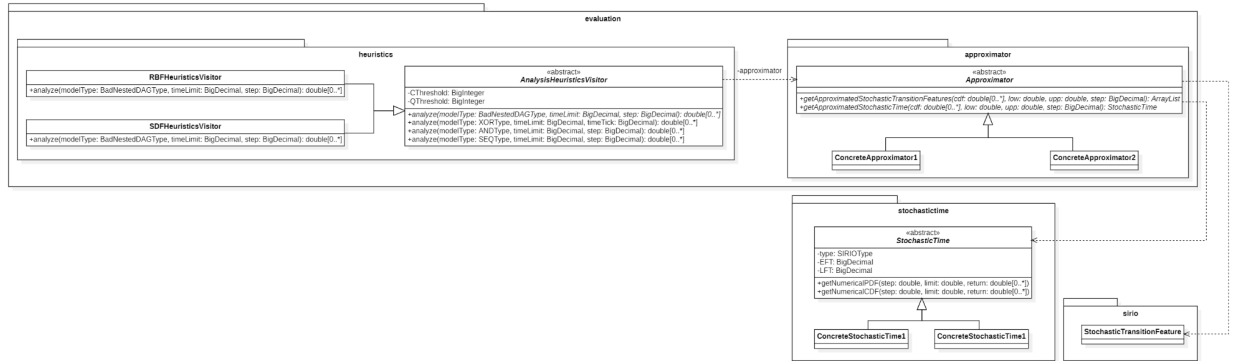 evaluation
heuristics
RBFHeuristicsVisitor
+analyze(modelType: BadNestedDAGType, timeLimit: BigDecimal, step: BigDecimal): double[0..*]
SDFHeuristicsVisitor
+analyze(modelType: BadNestedDAGType, timeLimit: BigDecimal, step: BigDecimal): double[0..*]
«abstract»
AnalysisHeuristicsVisitor
-CThreshold: BigInteger
-QThreshold: BigInteger
+analyze(modelType: BadNestedDAGType, timeLimit: BigDecimal, step: BigDecimal): double[0..*]
+analyze(modelType: XORType, timeLimit: BigDecimal, timeTick: BigDecimal): double[0..*]
+analyze(modelType: ANDType, timeLimit: BigDecimal, step: BigDecimal): double[0..*]
+analyze(modelType: SEQType, timeLimit: BigDecimal, step: BigDecimal): double[0..*]
-approximator
approximator
«abstract»
Approximator
+getApproximatedStochasticTransitionFeatures(cdf: double[0..*], low: double, upp: double, step: BigDecimal): ArrayList
+getApproximatedStochasticTime(cdf: double[0..*], low: double, upp: double, step: BigDecimal): StochasticTime
ConcreteApproximator1
ConcreteApproximator2
stochastictime
«abstract»
StochasticTime
-type: SIRIOType
-EFT: BigDecimal
-LFT: BigDecimal
+getNumericalPDF(step: double, limit: double, return: double[0..*])
+getNumericalCDF(step: double, limit: double, return: double[0..*])
ConcreteStochasticTime1
ConcreteStochasticTime1
sirio
StochasticTransitionFeature